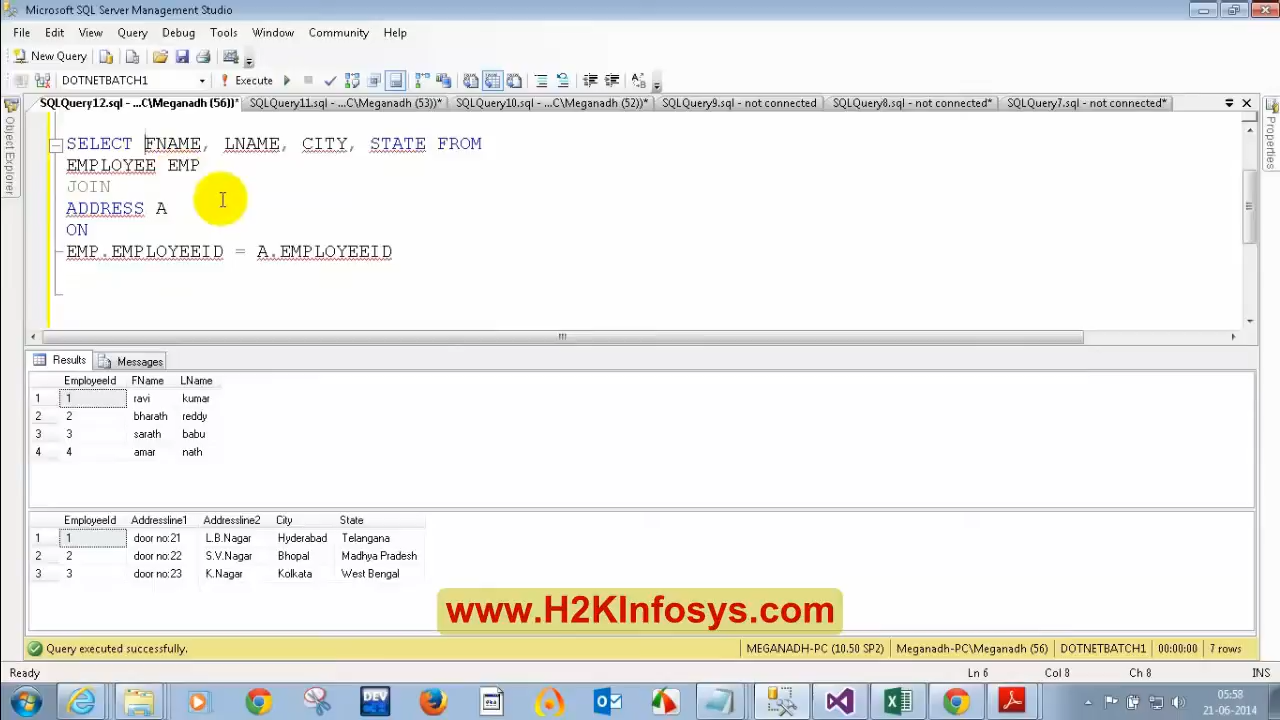 Microsoft SQL Server Management Studio
File Edit View Query Debug Tools Window Community Help
New Query
DOTNETBATCH1 Execute
SQLQuery12.sql - ...C\Meganadh (56))* SQLQuery11.sql - ...C\Meganadh (53))* SQLQuery10.sql - ...C\Meganadh (52))* SQLQuery9.sql - not connected SQLQuery8.sql - not connected* SQLQuery7.sql - not connected*
Object Explorer
Properties
SELECT FNAME, LNAME, CITY, STATE FROM
EMPLOYEE EMP
JOIN
ADDRESS A
ON
EMP.EMPLOYEEID = A.EMPLOYEEID
Results Messages
EmployeeId FName LName
1 1 ravi kumar
2 2 bharath reddy
3 3 sarath babu
4 4 amar nath
EmployeeId Addressline1 Addressline2 City State
1 1 door no:21 L.B.Nagar Hyderabad Telangana
2 2 door no:22 S.V.Nagar Bhopal Madhya Pradesh
3 3 door no:23 K.Nagar Kolkata West Bengal
www.H2KInfosys.com
Query executed successfully. MEGANADH-PC (10.50 SP2) Meganadh-PC\Meganadh (56) DOTNETBATCH1 00:00:00 7 rows
Ready Ln 6 Col 8 Ch 8 INS
DEV
05:58
21-06-2014